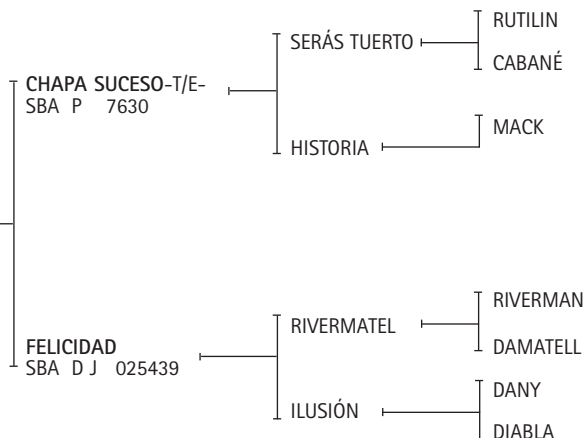 RUTILIN
SERÁS TUERTO
CABANÉ
CHAPA SUCESO-T/E-
SBA P 7630
MACK
HISTORIA
RIVERMAN
RIVERMATEL
DAMATELL
FELICIDAD
SBA D J 025439
DANY
ILUSIÓN
DIABLA